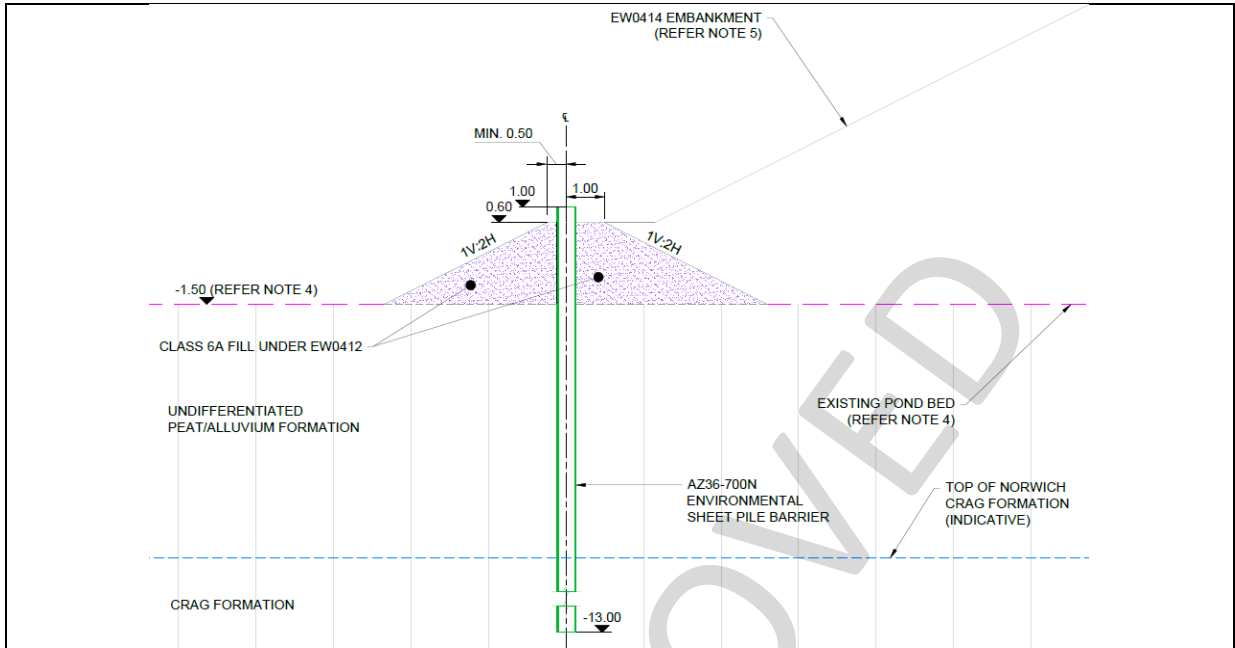 EW0414 EMBANKMENT
(REFER NOTE 5)
℄
MIN. 0.50
1.00
1.00
0.60
1V:2H
1V:2H
-1.50 (REFER NOTE 4)
CLASS 6A FILL UNDER EW0412
UNDIFFERENTIATED
PEAT/ALLUVIUM FORMATION
EXISTING POND BED
(REFER NOTE 4)
AZ36-700N
ENVIRONMENTAL
SHEET PILE BARRIER
TOP OF NORWICH
CRAG FORMATION
(INDICATIVE)
CRAG FORMATION
-13.00
OVED